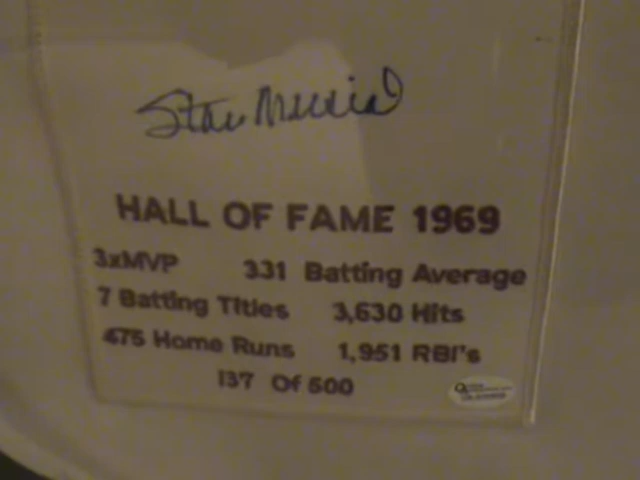 Stan Musial
HALL OF FAME 1969
3xMVP 331 Batting Average
7 Batting Titles 3,630 Hits
475 Home Runs 1,951 RBI's
137 Of 500